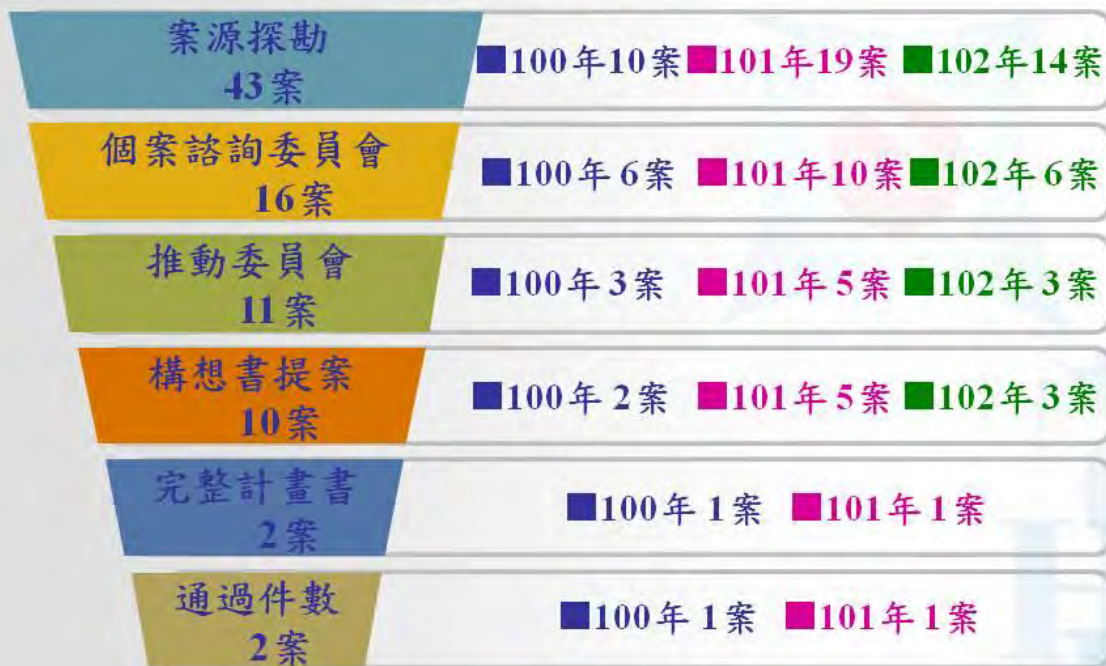 案源探勘
43案
■100年10案 ■101年19案 ■102年14案
個案諮詢委員會
16案
■100年6案 ■101年10案 ■102年6案
推動委員會
11案
■100年3案 ■101年5案 ■102年3案
構想書提案
10案
■100年2案 ■101年5案 ■102年3案
完整計畫書
2案
■100年1案 ■101年1案
通過件數
2案
■100年1案 ■101年1案